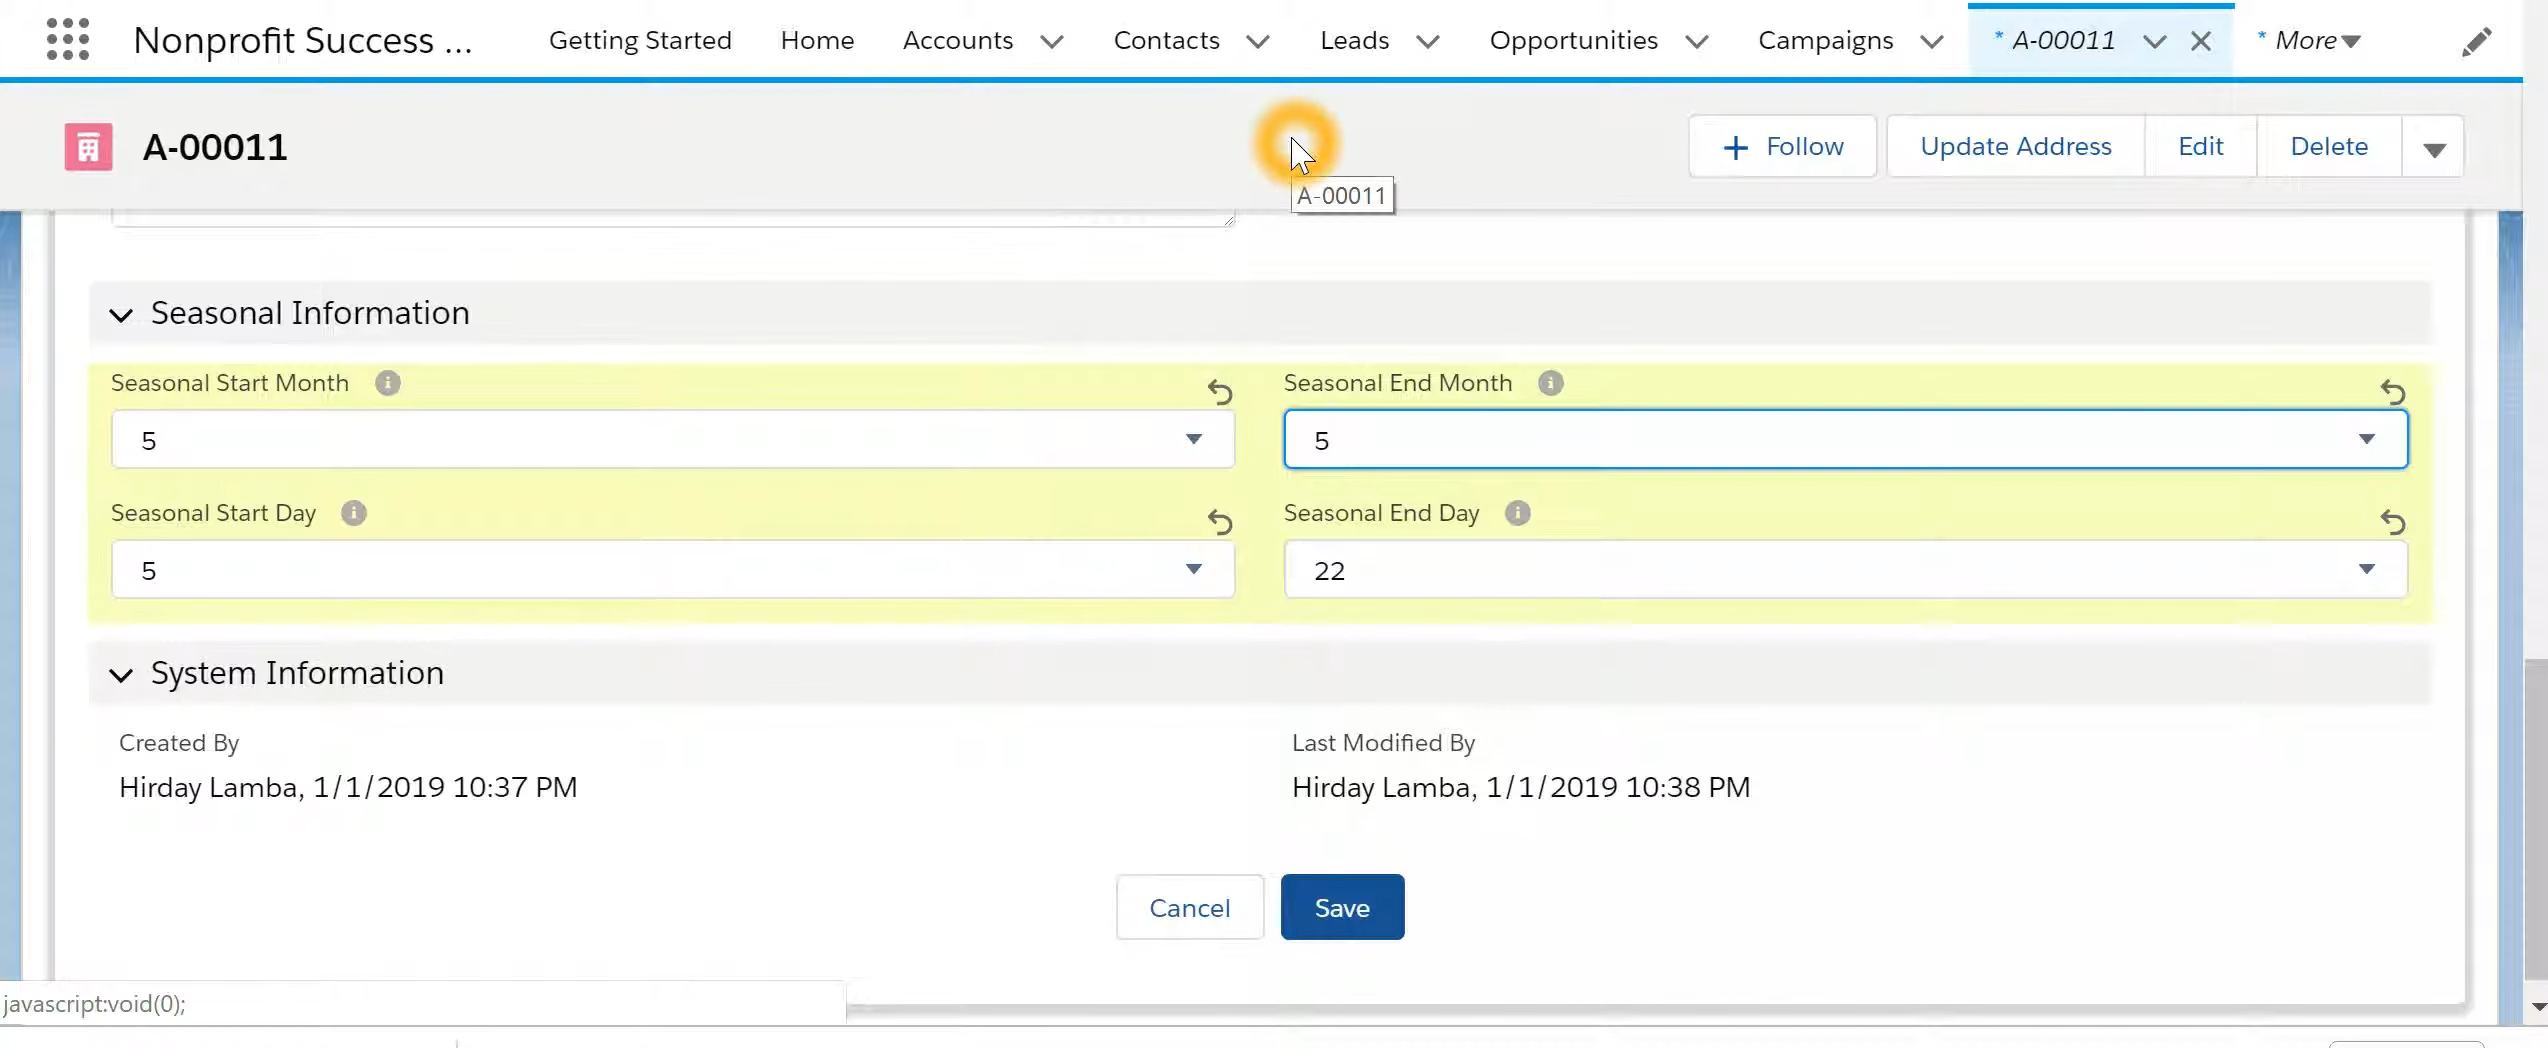 Nonprofit Success ... Getting Started Home Accounts Contacts Leads Opportunities Campaigns * A-00011 * More
A-00011 Follow Update Address Edit Delete
A-00011
Seasonal Information
Seasonal Start Month Seasonal End Month
5 5
Seasonal Start Day Seasonal End Day
5 22
System Information
Created By Last Modified By
Hirday Lamba, 1/1/2019 10:37 PM Hirday Lamba, 1/1/2019 10:38 PM
Cancel Save
javascript:void(0);